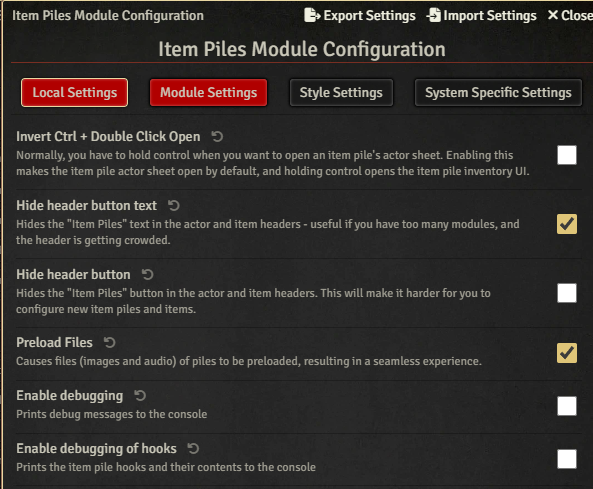 Item Piles Module Configuration
Export Settings
Import Settings
Close
Item Piles Module Configuration
Local Settings
Module Settings
Style Settings
System Specific Settings
Invert Ctrl + Double Click Open
Normally, you have to hold control when you want to open an item pile's actor sheet. Enabling this
makes the item pile actor sheet open by default, and holding control opens the item pile inventory UI.
Hide header button text
Hides the "Item Piles" text in the actor and item headers - useful if you have too many modules, and
the header is getting crowded.
Hide header button
Hides the "Item Piles" button in the actor and item headers. This will make it harder for you to
configure new item piles and items.
Preload Files
Causes files (images and audio) of piles to be preloaded, resulting in a seamless experience.
Enable debugging
Prints debug messages to the console
Enable debugging of hooks
Prints the item pile hooks and their contents to the console